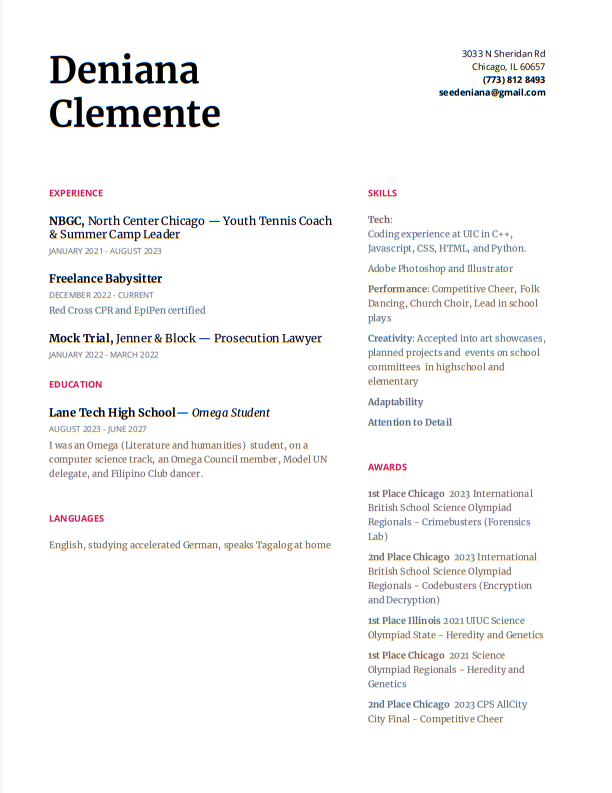 Deniana
Clemente
3033 N Sheridan Rd
Chicago, IL 60657
(773) 812 8493
seedeniana@gmail.com
EXPERIENCE
NBGC, North Center Chicago — Youth Tennis Coach
& Summer Camp Leader
JANUARY 2021 - AUGUST 2023
Freelance Babysitter
DECEMBER 2022 - CURRENT
Red Cross CPR and EpiPen certified
Mock Trial, Jenner & Block — Prosecution Lawyer
JANUARY 2022 - MARCH 2022
EDUCATION
Lane Tech High School— Omega Student
AUGUST 2023 - JUNE 2027
I was an Omega (Literature and humanities) student, on a
computer science track, an Omega Council member, Model UN
delegate, and Filipino Club dancer.
LANGUAGES
English, studying accelerated German, speaks Tagalog at home
SKILLS
Tech:
Coding experience at UIC in C++,
Javascript, CSS, HTML, and Python.
Adobe Photoshop and Illustrator
Performance: Competitive Cheer, Folk
Dancing, Church Choir, Lead in school
plays
Creativity: Accepted into art showcases,
planned projects and events on school
committees in highschool and
elementary
Adaptability
Attention to Detail
AWARDS
1st Place Chicago 2023 International
British School Science Olympiad
Regionals - Crimebusters (Forensics
Lab)
2nd Place Chicago 2023 International
British School Science Olympiad
Regionals - Codebusters (Encryption
and Decryption)
1st Place Illinois 2021 UIUC Science
Olympiad State - Heredity and Genetics
1st Place Chicago 2021 Science
Olympiad Regionals - Heredity and
Genetics
2nd Place Chicago 2023 CPS AllCity
City Final - Competitive Cheer